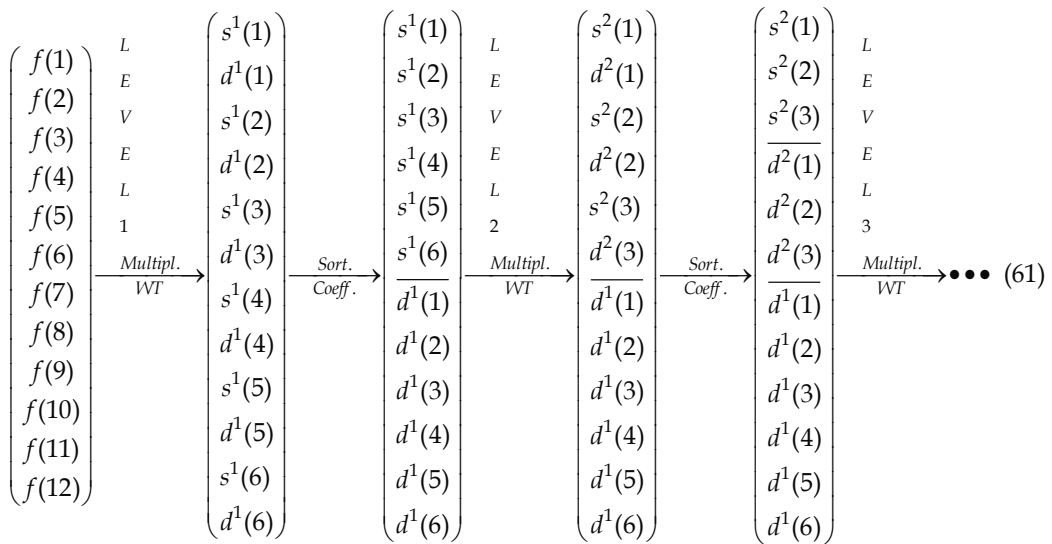 f(1)
f(2)
f(3)
f(4)
f(5)
f(6)
f(7)
f(8)
f(9)
f(10)
f(11)
f(12)
L
E
V
E
L
1
Multipl.
WT
s¹(1)
d¹(1)
s¹(2)
d¹(2)
s¹(3)
d¹(3)
s¹(4)
d¹(4)
s¹(5)
d¹(5)
s¹(6)
d¹(6)
Sort.
Coeff.
s¹(1)
s¹(2)
s¹(3)
s¹(4)
s¹(5)
s¹(6)
d¹(1)
d¹(2)
d¹(3)
d¹(4)
d¹(5)
d¹(6)
L
E
V
E
L
2
Multipl.
WT
s²(1)
d²(1)
s²(2)
d²(2)
s²(3)
d²(3)
d¹(1)
d¹(2)
d¹(3)
d¹(4)
d¹(5)
d¹(6)
Sort.
Coeff.
s²(1)
s²(2)
s²(3)
d²(1)
d²(2)
d²(3)
d¹(1)
d¹(2)
d¹(3)
d¹(4)
d¹(5)
d¹(6)
L
E
V
E
L
3
Multipl.
WT
••• (61)